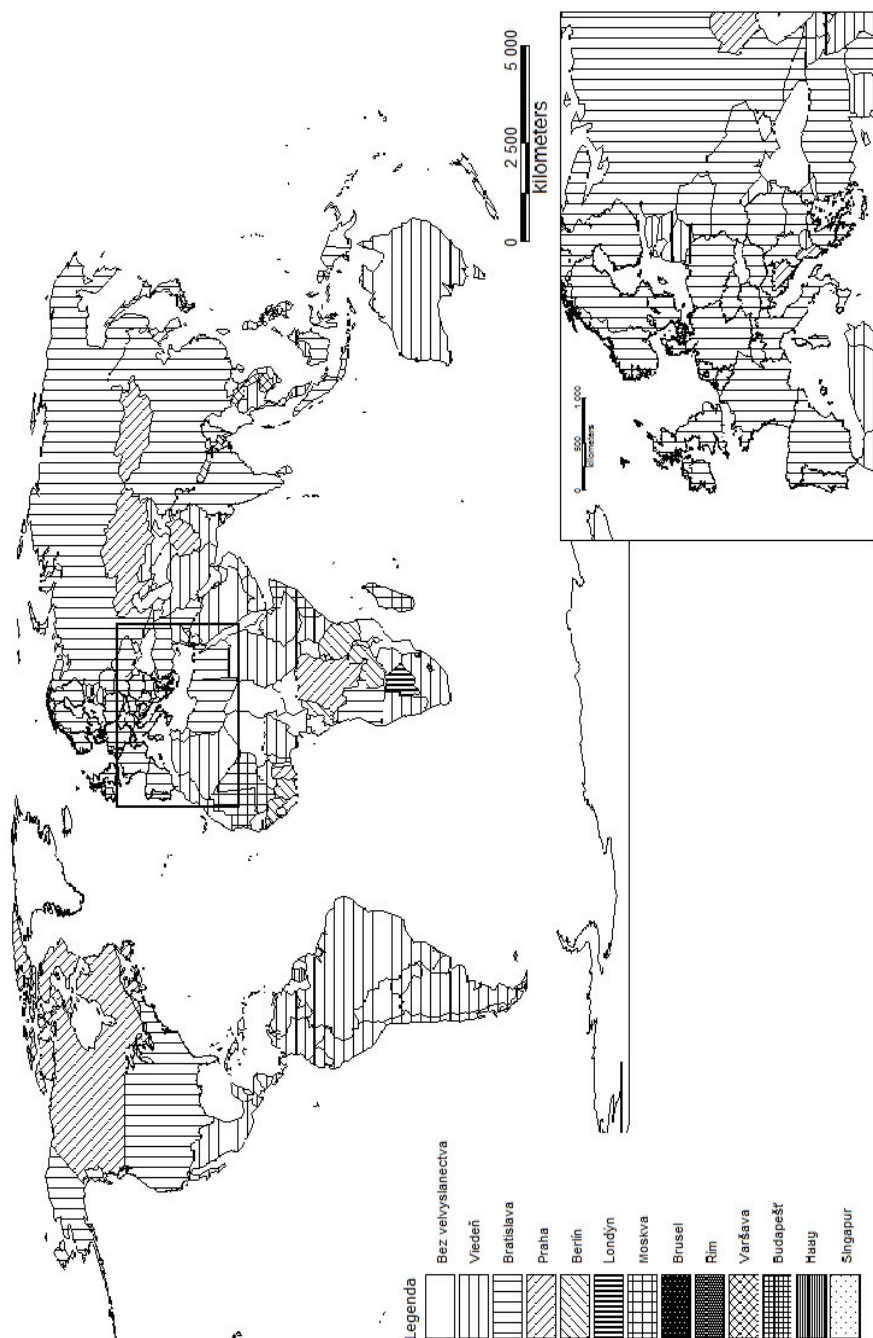 Legenda
Bez velvyslanectva
Viedeň
Bratislava
Praha
Berlín
Londýn
Moskva
Brusel
Rím
Varšava
Budapešť
Haag
Singapur
0 2 500 5 000
kilometers
0 500 1 000
kilometers